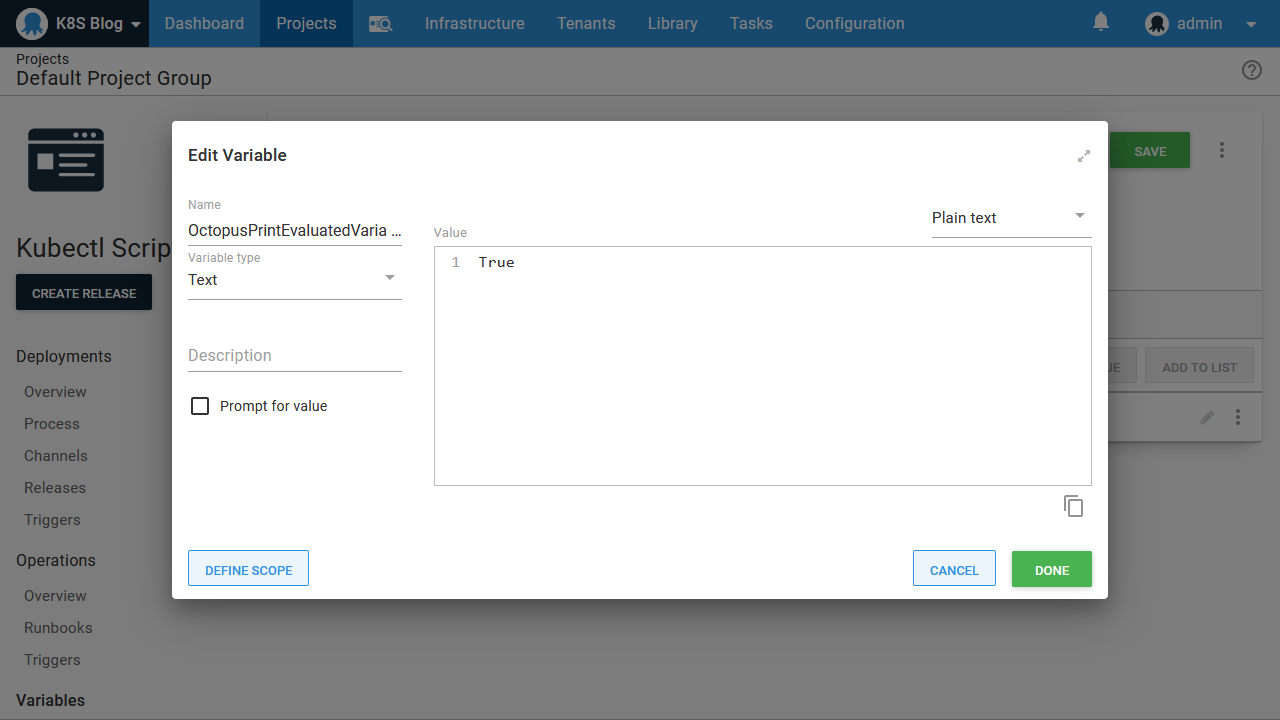 K8S Blog
Dashboard
Projects
Infrastructure
Tenants
Library
Tasks
Configuration
admin
Projects
Default Project Group
Edit Variable
SAVE
Name
OctopusPrintEvaluatedVaria ...
Plain text
Value
Variable type
Text
1 True
Kubectl Scrip
CREATE RELEASE
Description
Prompt for value
UE
ADD TO LIST
Deployments
Overview
Process
Channels
Releases
Triggers
Operations
Overview
Runbooks
Triggers
Variables
DEFINE SCOPE
CANCEL
DONE